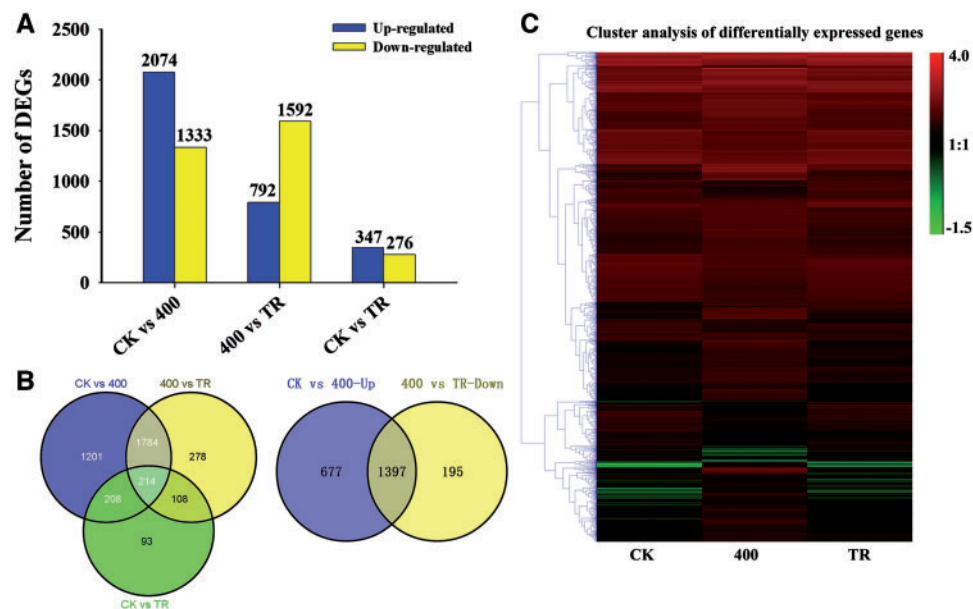 A
Number of DEGs
2500
2000
1500
1000
500
0
Up-regulated
Down-regulated
2074
1333
792
1592
347
276
CK vs 400
400 vs TR
CK vs TR
B
CK vs 400
400 vs TR
1201
1784
278
214
208
108
93
CK vs TR
CK vs 400-Up
400 vs TR-Down
677
1397
195
C
Cluster analysis of differentially expressed genes
4.0
1:1
-1.5
CK
400
TR